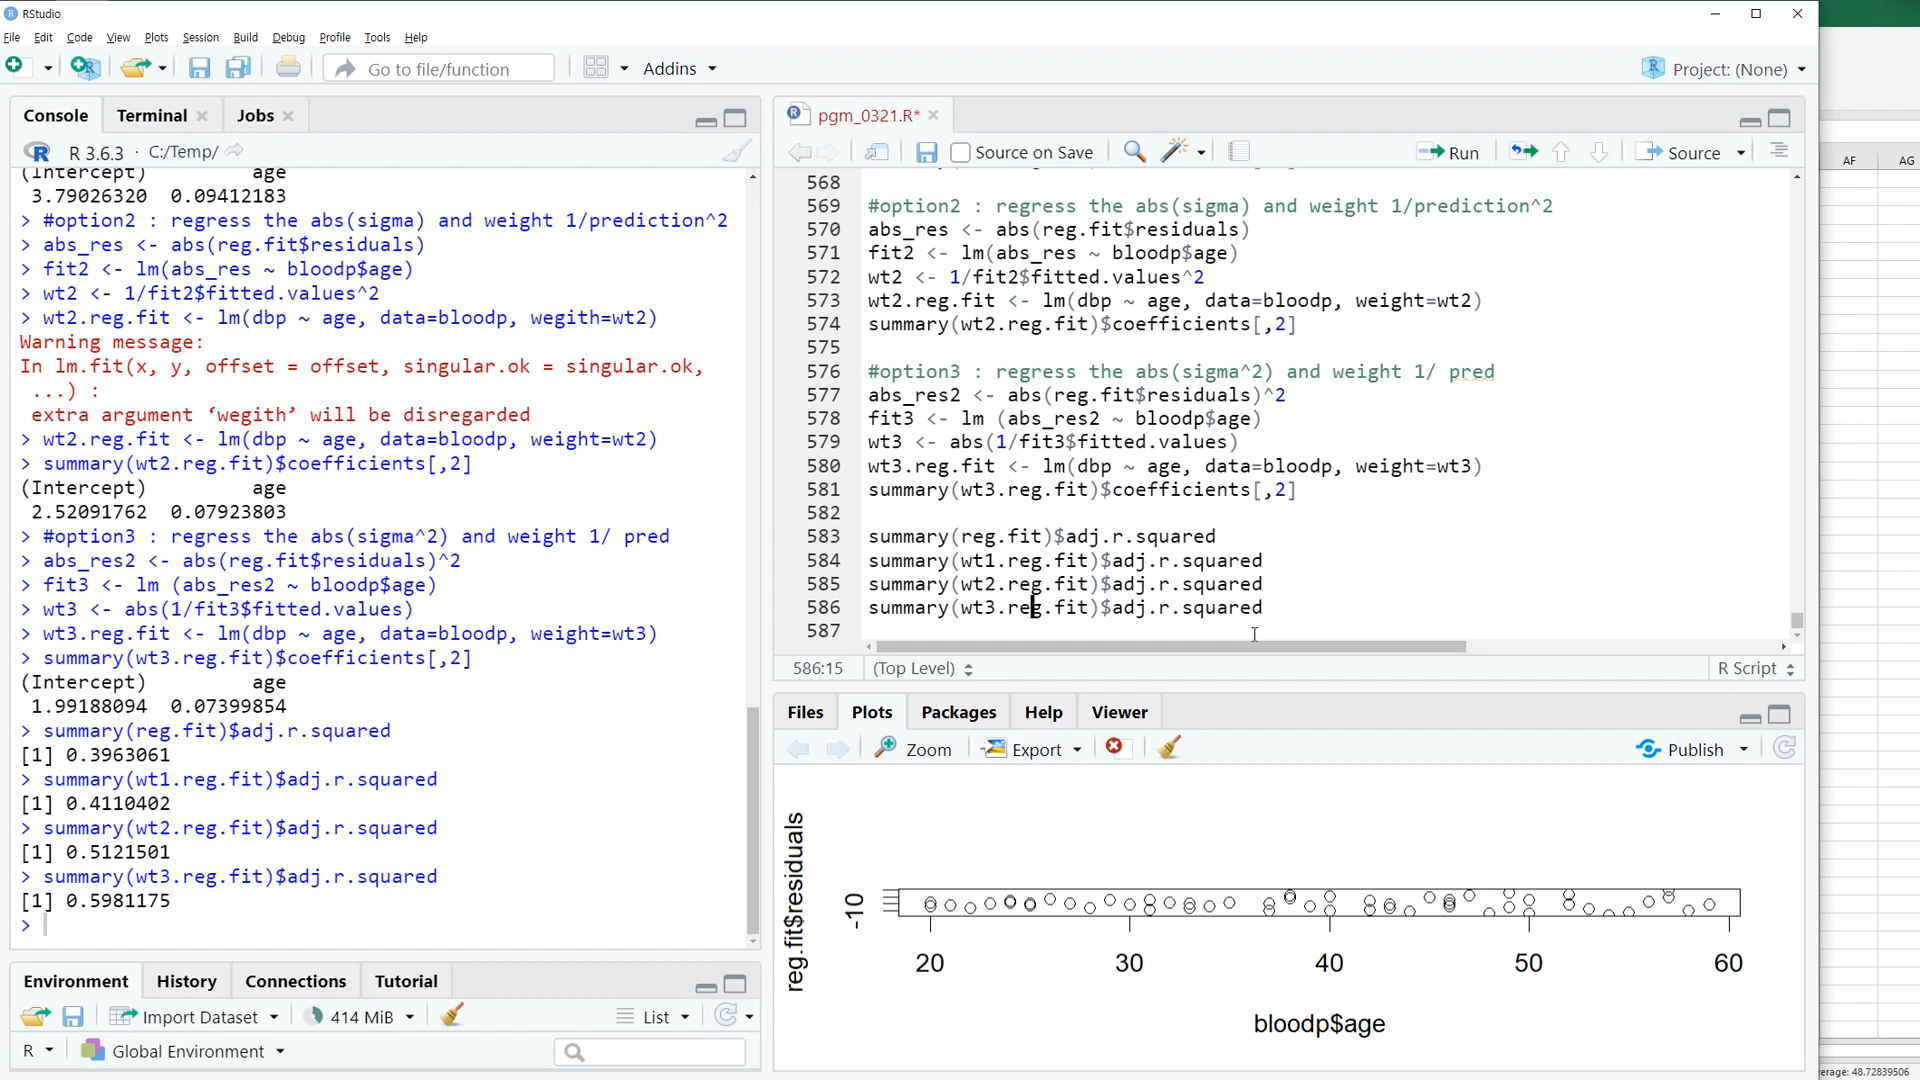 RStudio
File Edit Code View Plots Session Build Debug Profile Tools Help
Go to file/function
Addins
Project: (None)
Console Terminal Jobs
R 3.6.3 · C:/Temp/
(Intercept) age
3.79026320 0.09412183
> #option2 : regress the abs(sigma) and weight 1/prediction^2
> abs_res <- abs(reg.fit$residuals)
> fit2 <- lm(abs_res ~ bloodp$age)
> wt2 <- 1/fit2$fitted.values^2
> wt2.reg.fit <- lm(dbp ~ age, data=bloodp, wegith=wt2)
Warning message:
In lm.fit(x, y, offset = offset, singular.ok = singular.ok,
...) :
extra argument ‘wegith’ will be disregarded
> wt2.reg.fit <- lm(dbp ~ age, data=bloodp, weight=wt2)
> summary(wt2.reg.fit)$coefficients[,2]
(Intercept) age
2.52091762 0.07923803
> #option3 : regress the abs(sigma^2) and weight 1/ pred
> abs_res2 <- abs(reg.fit$residuals)^2
> fit3 <- lm (abs_res2 ~ bloodp$age)
> wt3 <- abs(1/fit3$fitted.values)
> wt3.reg.fit <- lm(dbp ~ age, data=bloodp, weight=wt3)
> summary(wt3.reg.fit)$coefficients[,2]
(Intercept) age
1.99188094 0.07399854
> summary(reg.fit)$adj.r.squared
[1] 0.3963061
> summary(wt1.reg.fit)$adj.r.squared
[1] 0.4110402
> summary(wt2.reg.fit)$adj.r.squared
[1] 0.5121501
> summary(wt3.reg.fit)$adj.r.squared
[1] 0.5981175
>
Environment History Connections Tutorial
Import Dataset 414 MiB List
R Global Environment
pgm_0321.R*
Source on Save Run Source
568
569 #option2 : regress the abs(sigma) and weight 1/prediction^2
570 abs_res <- abs(reg.fit$residuals)
571 fit2 <- lm(abs_res ~ bloodp$age)
572 wt2 <- 1/fit2$fitted.values^2
573 wt2.reg.fit <- lm(dbp ~ age, data=bloodp, weight=wt2)
574 summary(wt2.reg.fit)$coefficients[,2]
575
576 #option3 : regress the abs(sigma^2) and weight 1/ pred
577 abs_res2 <- abs(reg.fit$residuals)^2
578 fit3 <- lm (abs_res2 ~ bloodp$age)
579 wt3 <- abs(1/fit3$fitted.values)
580 wt3.reg.fit <- lm(dbp ~ age, data=bloodp, weight=wt3)
581 summary(wt3.reg.fit)$coefficients[,2]
582
583 summary(reg.fit)$adj.r.squared
584 summary(wt1.reg.fit)$adj.r.squared
585 summary(wt2.reg.fit)$adj.r.squared
586 summary(wt3.reg.fit)$adj.r.squared
587
586:15 (Top Level) R Script
Files Plots Packages Help Viewer
Zoom Export Publish
reg.fit$residuals
-10
20 30 40 50 60
bloodp$age
AF AG
erage: 48.72839506